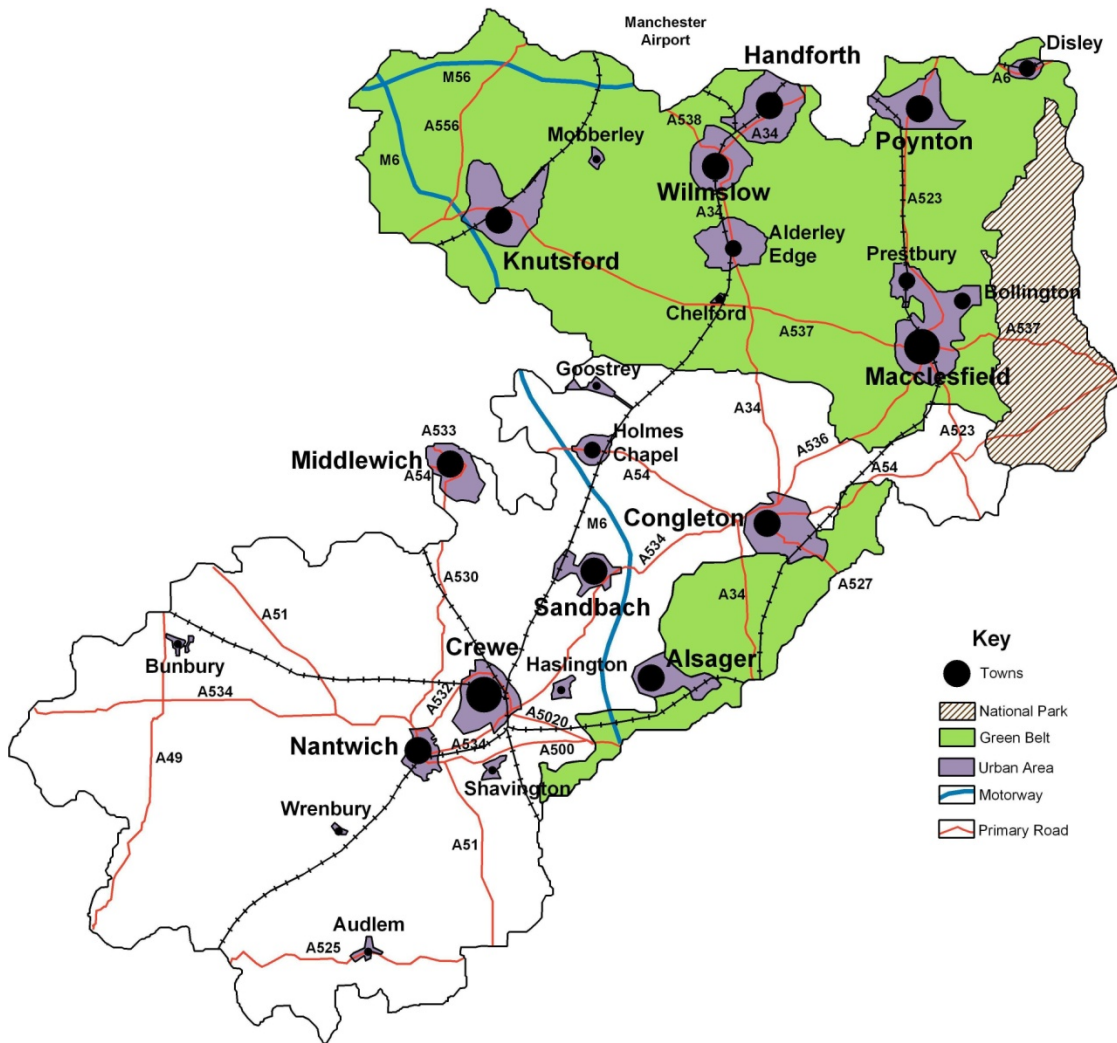 Manchester
Airport
Handforth
Disley
M56
A6
A556
A538
A34
Mobberley
Poynton
M6
Wilmslow
A523
A34
Alderley
Edge
Knutsford
Prestbury
Bollington
Chelford
A537
A537
Macclesfield
Goostrey
A34
A533
Holmes
Chapel
A536
A523
Middlewich
A54
A54
A54
Congleton
M6
A534
A530
A527
A51
Sandbach
A34
Key
Crewe
Haslington
Alsager
Towns
Bunbury
A532
A534
National Park
A5020
Green Belt
Nantwich
A534
A500
A49
Urban Area
Shavington
Motorway
Wrenbury
Primary Road
A51
Audlem
A525